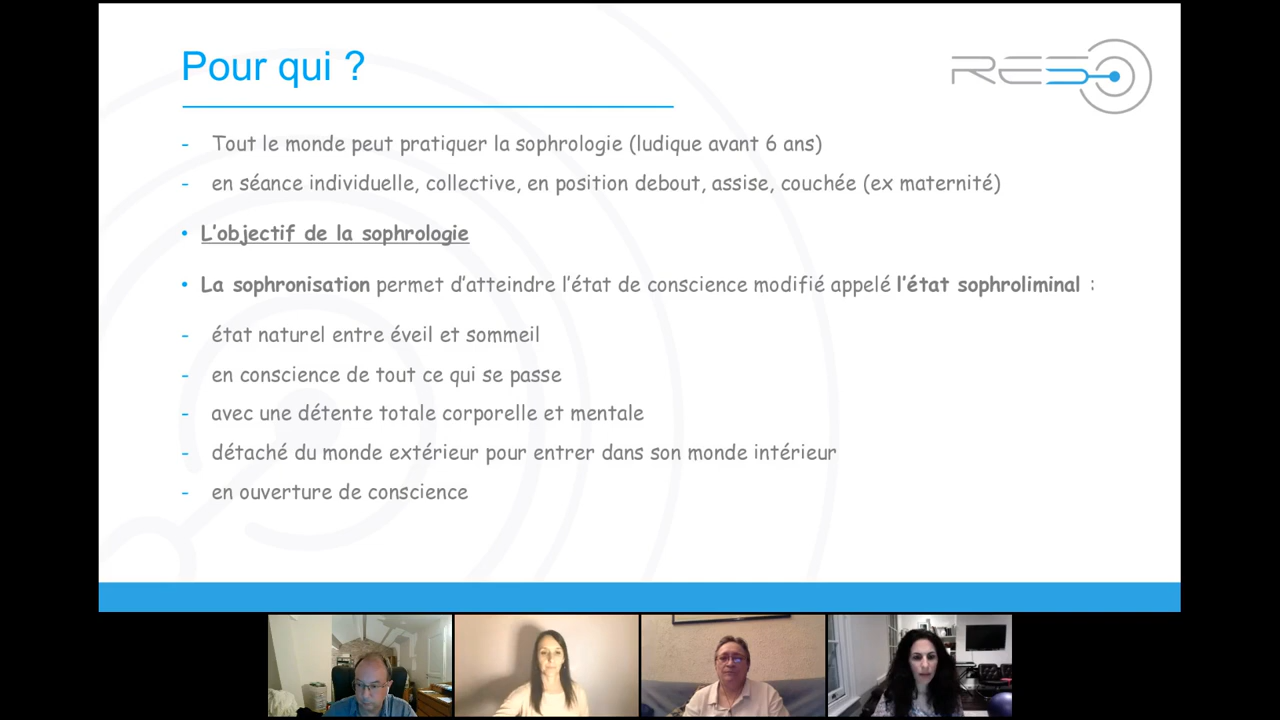 Pour qui ?
RESO
- Tout le monde peut pratiquer la sophrologie (ludique avant 6 ans)
- en séance individuelle, collective, en position debout, assise, couchée (ex maternité)
• L'objectif de la sophrologie
• La sophronisation permet d'atteindre l'état de conscience modifié appelé l'état sophroliminal :
- état naturel entre éveil et sommeil
- en conscience de tout ce qui se passe
- avec une détente totale corporelle et mentale
- détaché du monde extérieur pour entrer dans son monde intérieur
- en ouverture de conscience